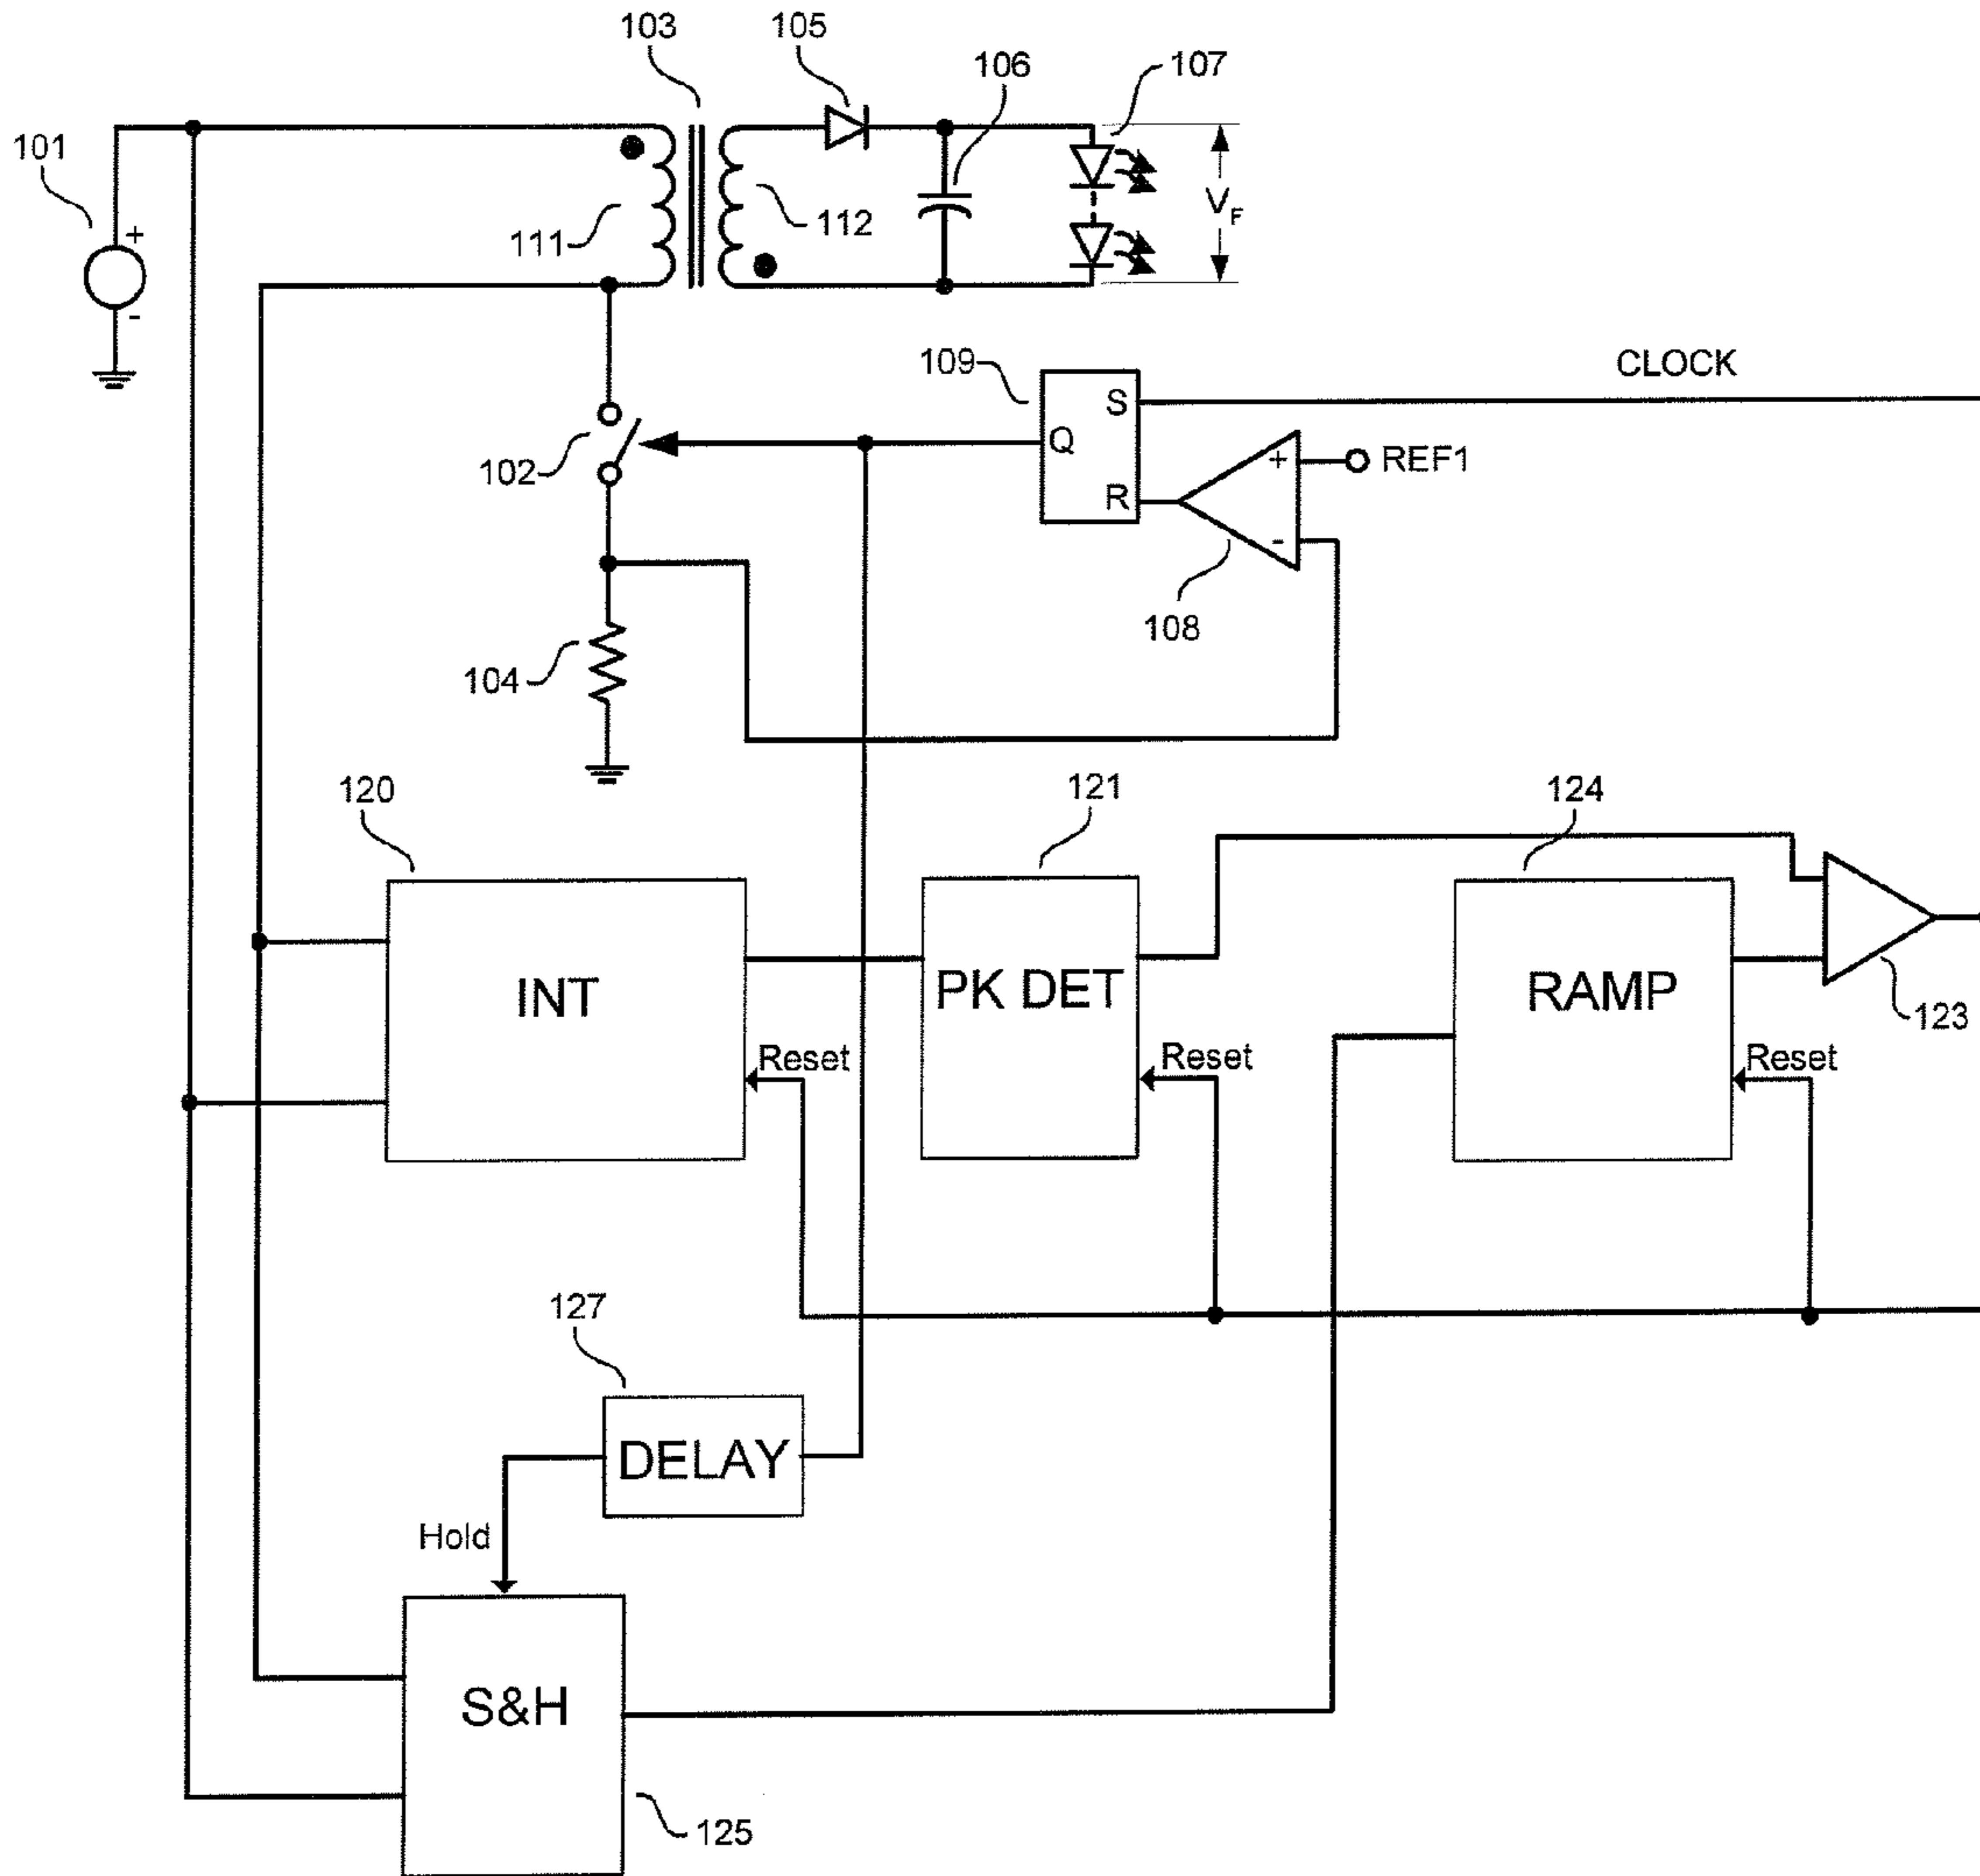 103
105
106
107
101
+
-
111
112
V_F
109
CLOCK
S
Q
R
+
-
REF1
102
108
104
120
121
124
INT
PK DET
RAMP
123
Reset
Reset
Reset
127
DELAY
Hold
S&H
125